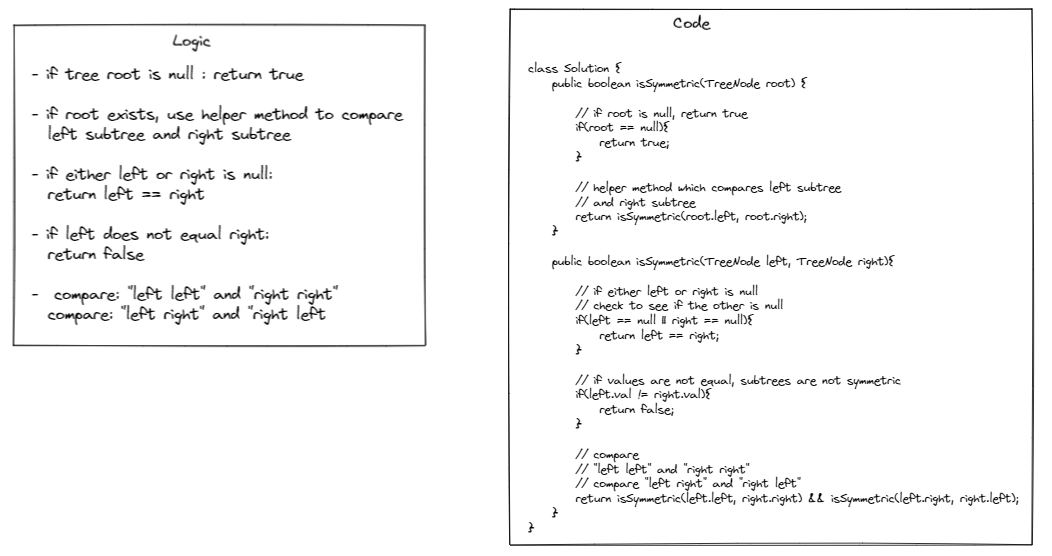 Logic
- if tree root is null : return true
- if root exists, use helper method to compare
left subtree and right subtree
- if either left or right is null:
return left == right
- if left does not equal right:
return false
- compare: "left left" and "right right"
compare: "left right" and "right left
Code
class Solution {
public boolean isSymmetric(TreeNode root) {
// if root is null, return true
if(root == null){
return true;
}
// helper method which compares left subtree
// and right subtree
return isSymmetric(root.left, root.right);
}
public boolean isSymmetric(TreeNode left, TreeNode right){
// if either left or right is null
// check to see if the other is null
if(left == null || right == null){
return left == right;
}
// if values are not equal, subtrees are not symmetric
if(left.val != right.val){
return false;
}
// compare
// "left left" and "right right"
// compare "left right" and "right left"
return isSymmetric(left.left, right.right) && isSymmetric(left.right, right.left);
}
}